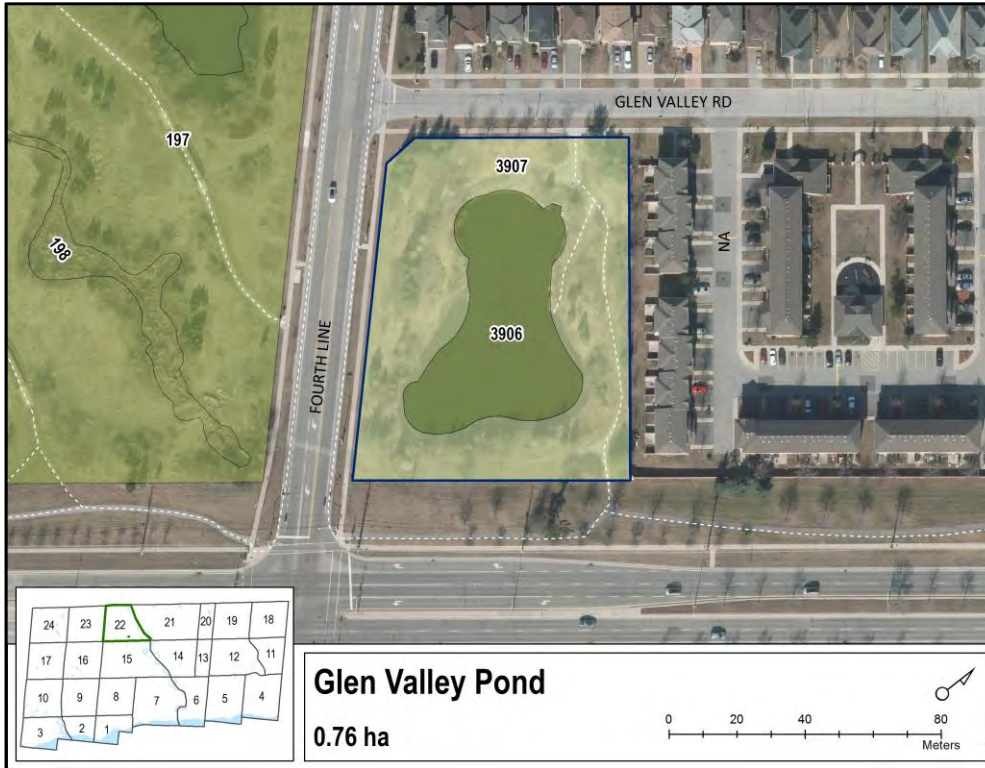 GLEN VALLEY RD
197
3907
198
NA
3906
FOURTH LINE
24 23 22 21 20 19 18
17 16 15 14 13 12 11
10 9 8 7 6 5 4
3 2 1
Glen Valley Pond
0.76 ha
0 20 40 80
Meters